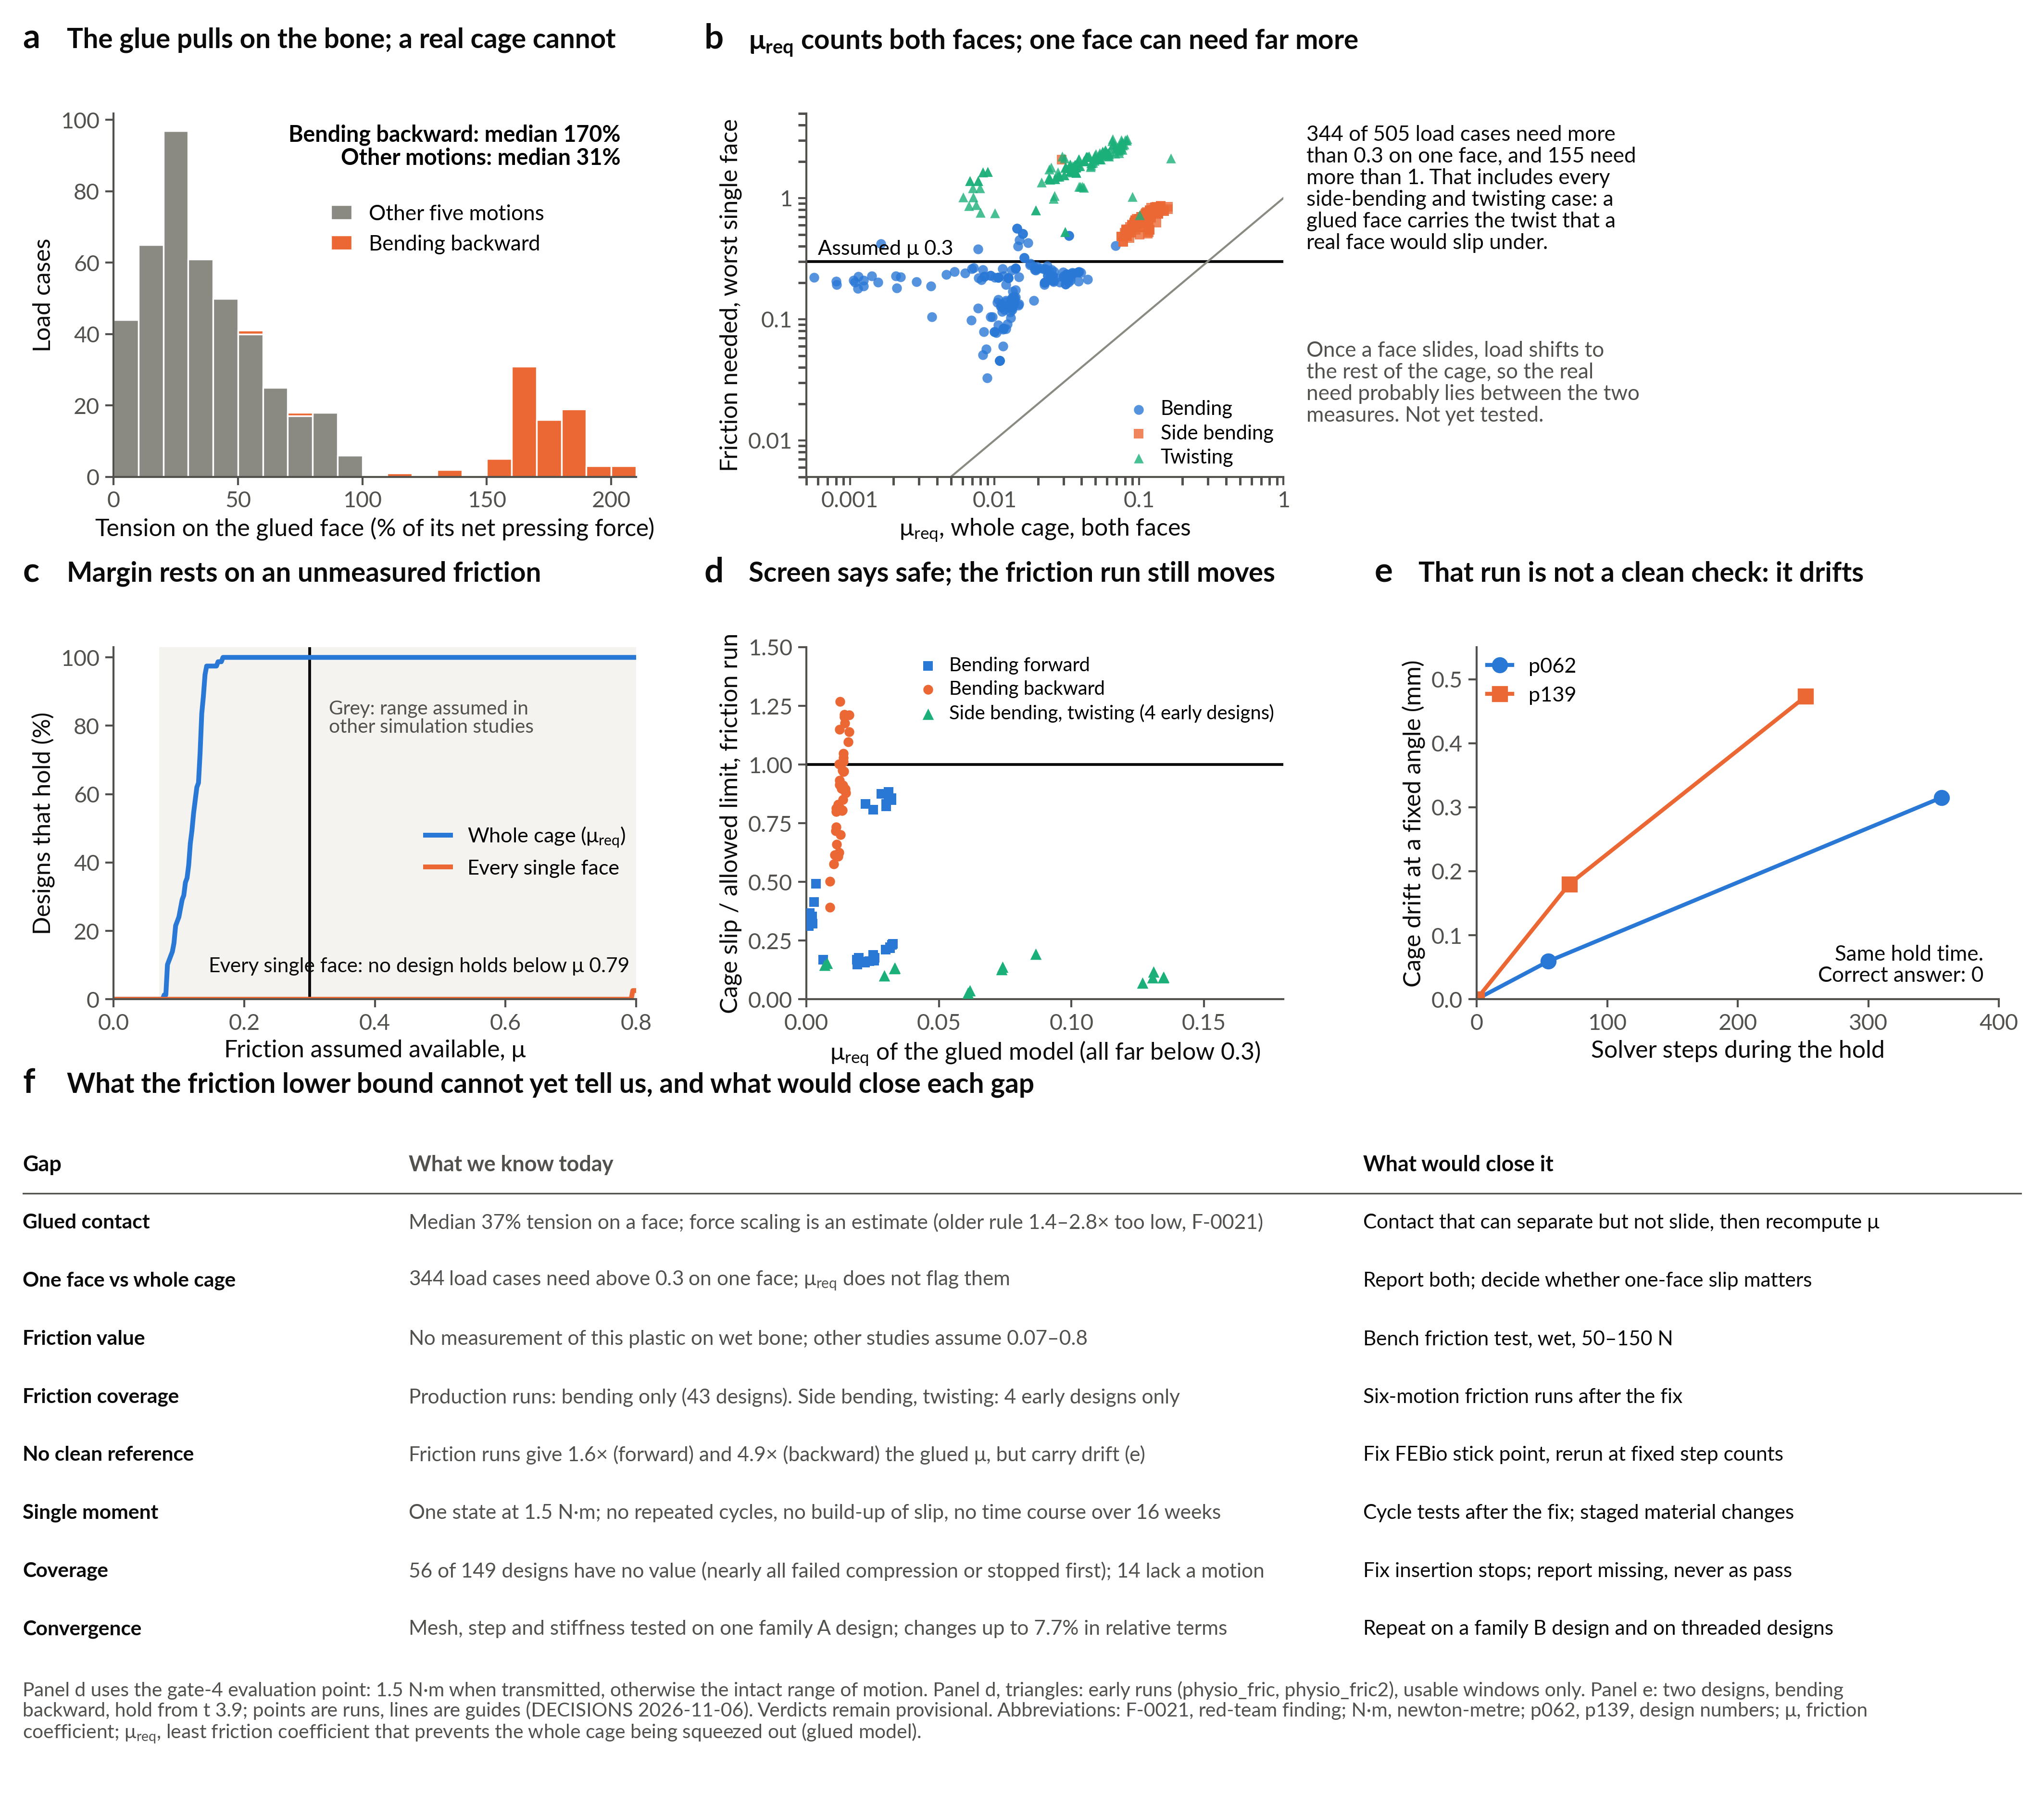 a The glue pulls on the bone; a real cage cannot
Bending backward: median 170%
Other motions: median 31%
Other five motions
Bending backward
Load cases
100
80
60
40
20
0
0 50 100 150 200
Tension on the glued face (% of its net pressing force)
b μreq counts both faces; one face can need far more
Friction needed, worst single face
1
0.1
0.01
Assumed μ 0.3
Bending
Side bending
Twisting
0.001 0.01 0.1 1
μreq, whole cage, both faces
344 of 505 load cases need more
than 0.3 on one face, and 155 need
more than 1. That includes every
side-bending and twisting case: a
glued face carries the twist that a
real face would slip under.
Once a face slides, load shifts to
the rest of the cage, so the real
need probably lies between the two
measures. Not yet tested.
c Margin rests on an unmeasured friction
Designs that hold (%)
100
80
60
40
20
0
Grey: range assumed in
other simulation studies
Whole cage (μreq)
Every single face
Every single face: no design holds below μ 0.79
0.0 0.2 0.4 0.6 0.8
Friction assumed available, μ
d Screen says safe; the friction run still moves
Cage slip / allowed limit, friction run
1.50
1.25
1.00
0.75
0.50
0.25
0.00
Bending forward
Bending backward
Side bending, twisting (4 early designs)
0.00 0.05 0.10 0.15
μreq of the glued model (all far below 0.3)
e That run is not a clean check: it drifts
Cage drift at a fixed angle (mm)
0.5
0.4
0.3
0.2
0.1
0.0
p062
p139
Same hold time.
Correct answer: 0
0 100 200 300 400
Solver steps during the hold
f What the friction lower bound cannot yet tell us, and what would close each gap
Gap What we know today What would close it
Glued contact Median 37% tension on a face; force scaling is an estimate (older rule 1.4–2.8× too low, F-0021) Contact that can separate but not slide, then recompute μ
One face vs whole cage 344 load cases need above 0.3 on one face; μreq does not flag them Report both; decide whether one-face slip matters
Friction value No measurement of this plastic on wet bone; other studies assume 0.07–0.8 Bench friction test, wet, 50–150 N
Friction coverage Production runs: bending only (43 designs). Side bending, twisting: 4 early designs only Six-motion friction runs after the fix
No clean reference Friction runs give 1.6× (forward) and 4.9× (backward) the glued μ, but carry drift (e) Fix FEBio stick point, rerun at fixed step counts
Single moment One state at 1.5 N·m; no repeated cycles, no build-up of slip, no time course over 16 weeks Cycle tests after the fix; staged material changes
Coverage 56 of 149 designs have no value (nearly all failed compression or stopped first); 14 lack a motion Fix insertion stops; report missing, never as pass
Convergence Mesh, step and stiffness tested on one family A design; changes up to 7.7% in relative terms Repeat on a family B design and on threaded designs
Panel d uses the gate-4 evaluation point: 1.5 N·m when transmitted, otherwise the intact range of motion. Panel d, triangles: early runs (physio_fric, physio_fric2), usable windows only. Panel e: two designs, bending
backward, hold from t 3.9; points are runs, lines are guides (DECISIONS 2026-11-06). Verdicts remain provisional. Abbreviations: F-0021, red-team finding; N·m, newton-metre; p062, p139, design numbers; μ, friction
coefficient; μreq, least friction coefficient that prevents the whole cage being squeezed out (glued model).